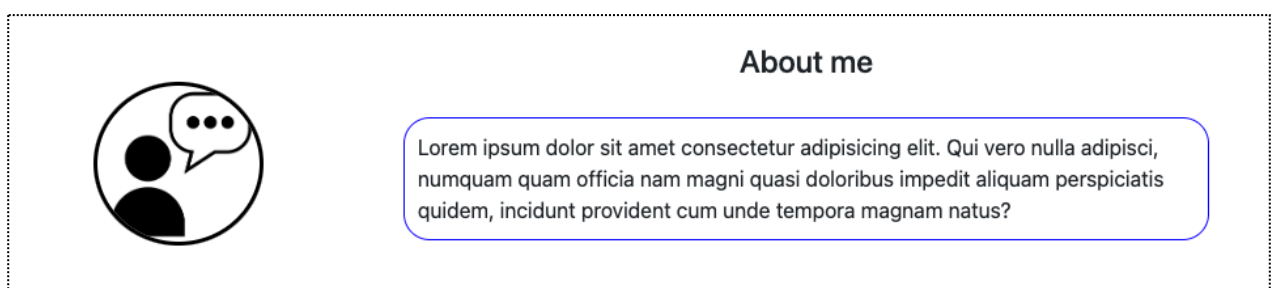 About me
Lorem ipsum dolor sit amet consectetur adipisicing elit. Qui vero nulla adipisci,
numquam quam officia nam magni quasi doloribus impedit aliquam perspiciatis
quidem, incidunt provident cum unde tempora magnam natus?